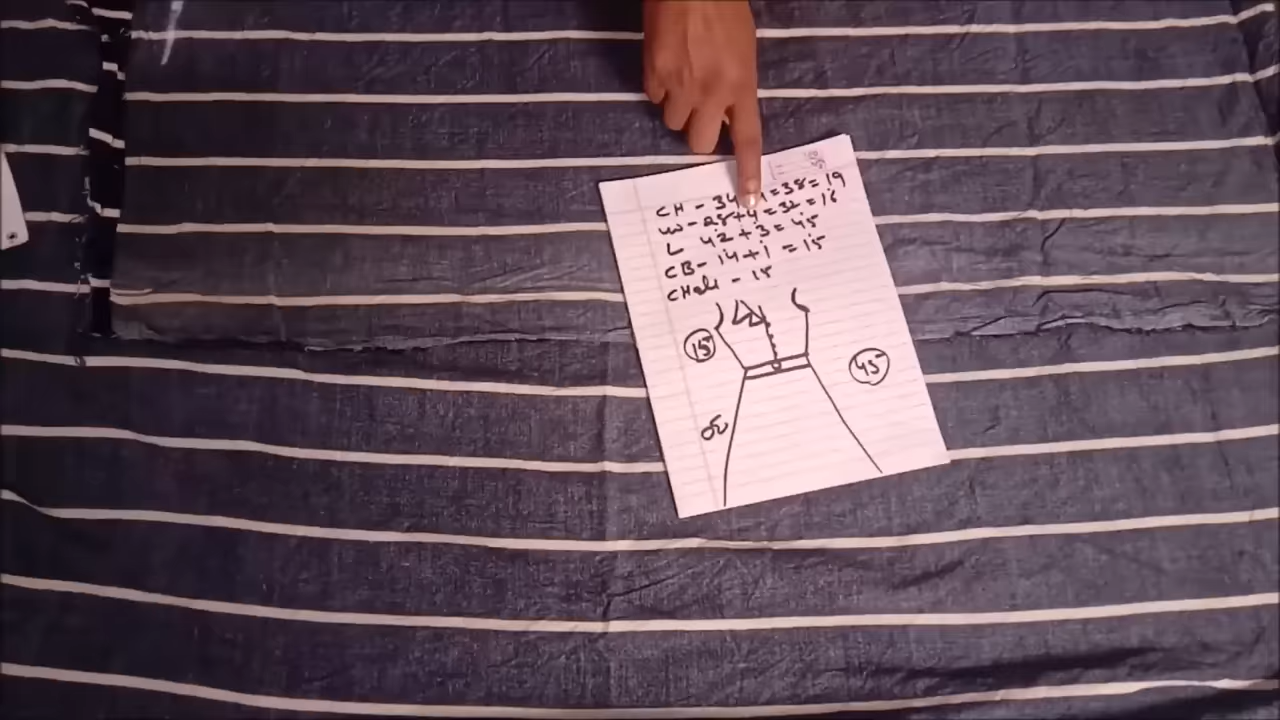 CH - 34 = 38 = 19
W - 28 + 4 = 32 = 16
L 42 + 3 = 45
CB - 14 + 1 = 15
CHoli - 15
15
45